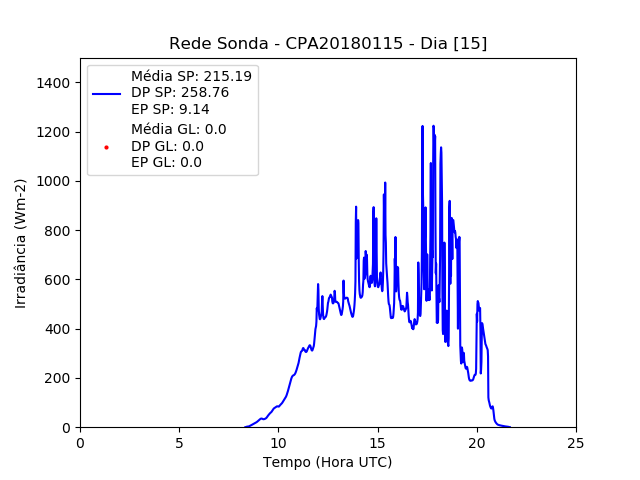 Rede Sonda - CPA20180115 - Dia [15]
Média SP: 215.19
DP SP: 258.76
EP SP: 9.14
Média GL: 0.0
DP GL: 0.0
EP GL: 0.0
Irradiância (Wm-2)
1400
1200
1000
800
600
400
200
0
0 5 10 15 20 25
Tempo (Hora UTC)